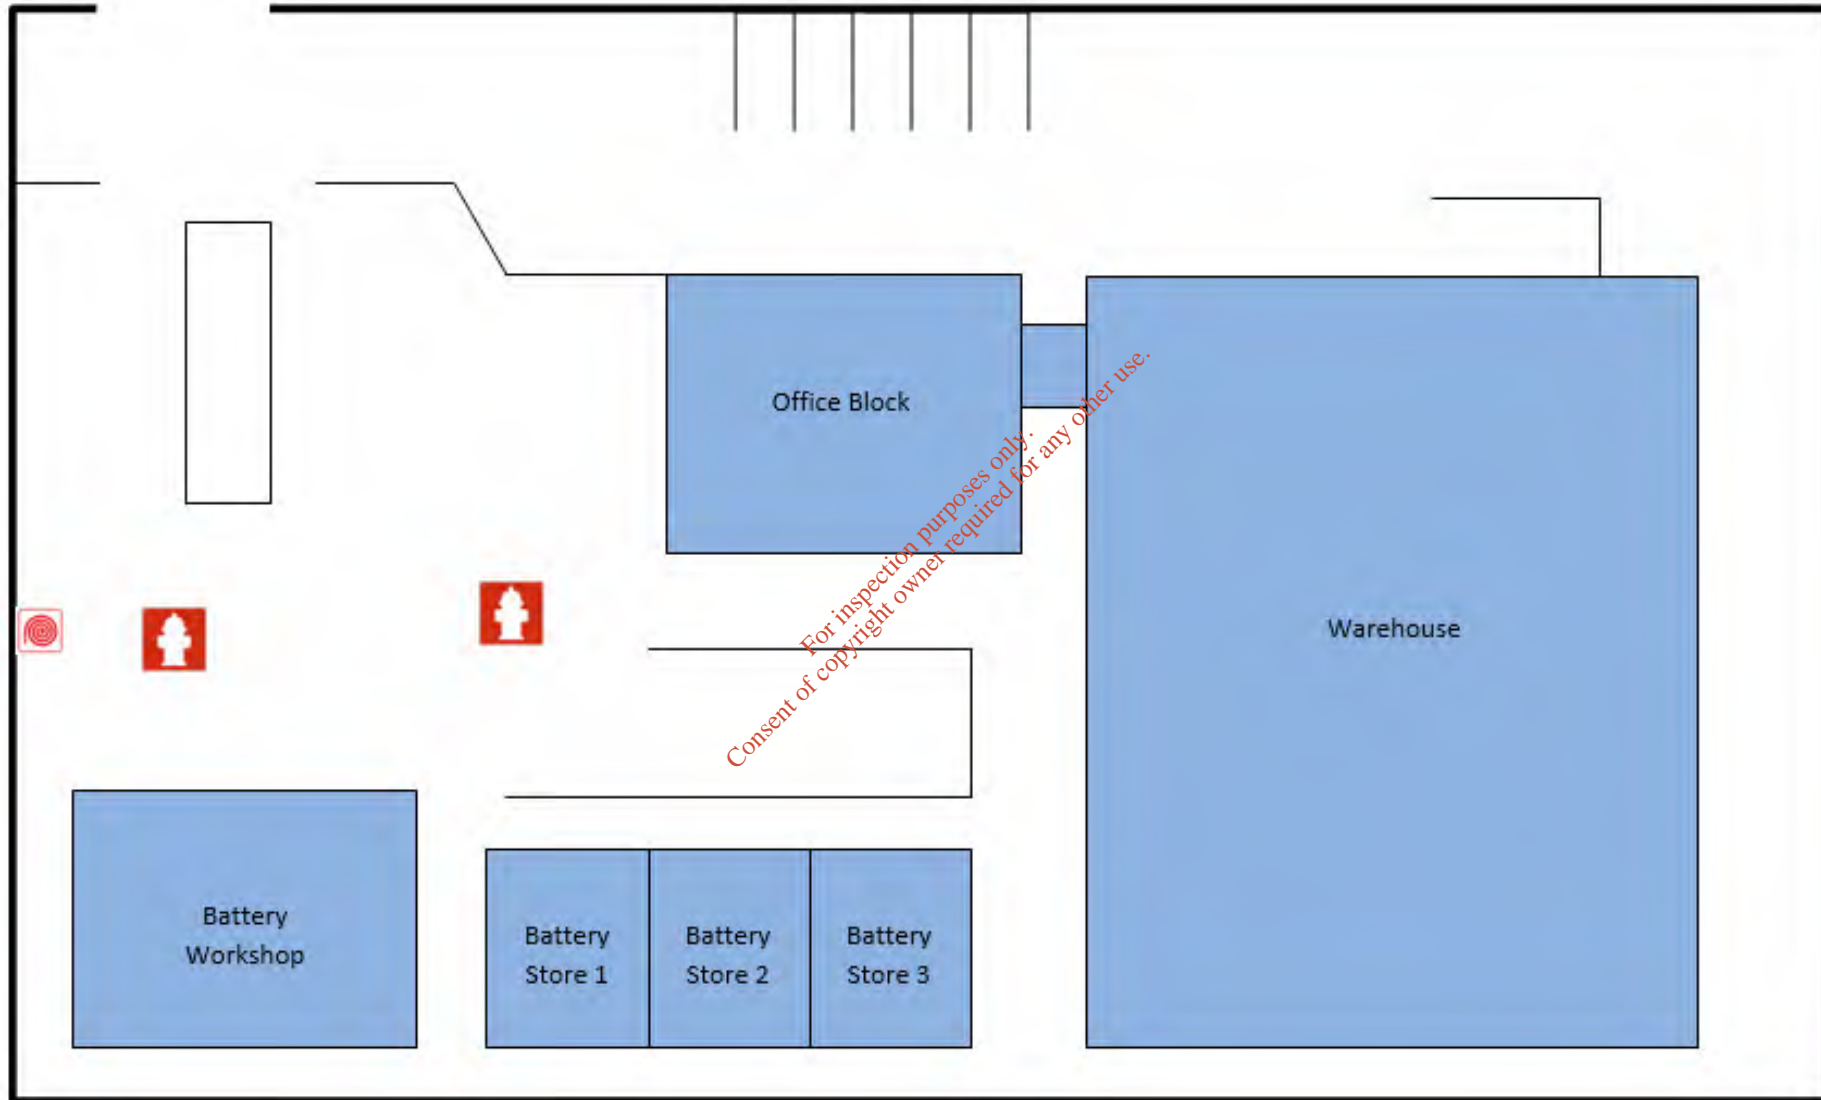 Office Block
For inspection purposes only.
Consent of copyright owner required for any other use.
Warehouse
Battery
Workshop
Battery
Store 1
Battery
Store 2
Battery
Store 3